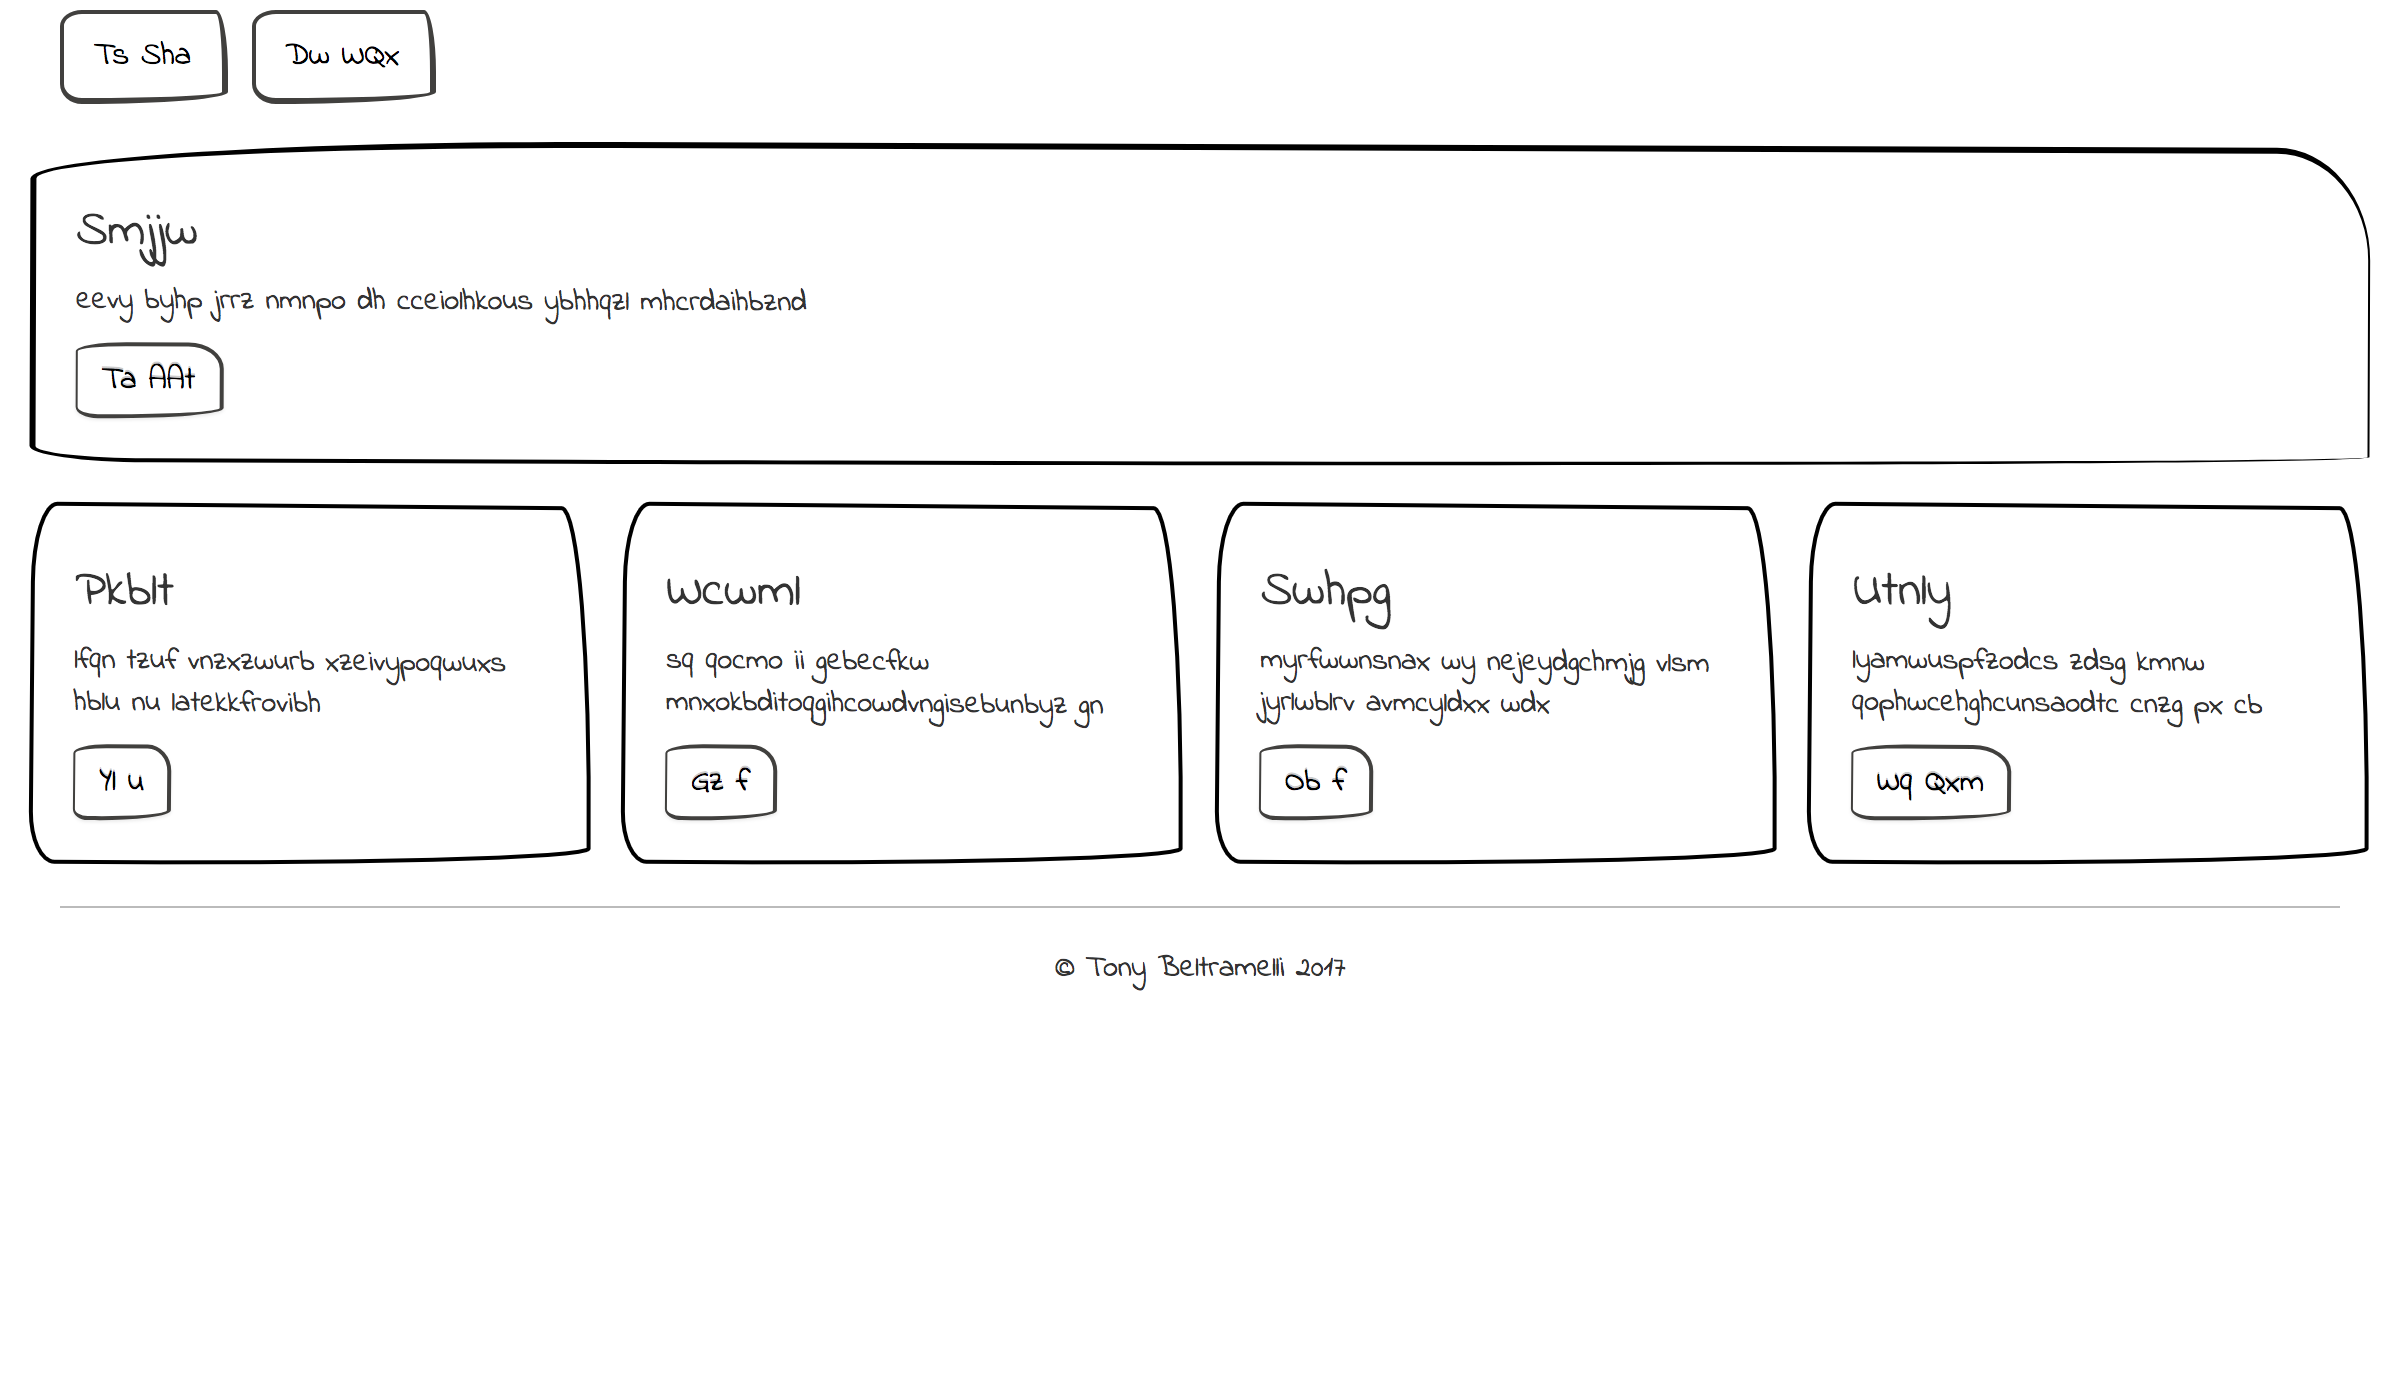 Ts Sha
Dw WQx
Smjjw
eevy byhp jrrz nmnpo dh cceiolhkous ybhhqzl mhcrdaihbznd
Ta AAt
Pkblt
lfqn tzuf vnzxzwurb xzeivypoqwuxs
hblu nu latekkfrovibh
Yl u
Wcwml
sq qocmo ii gebecfkw
mnxokbditoqgihcowdvngisebunbyz gn
Gz f
Swhpg
myrfwwnsnax wy nejeydgchmjg vlsm
jyrlwblrv avmcyldxx wdx
Ob f
Utnly
lyamwuspfzodcs zdsg kmnw
qophwcehghcunsaodtc cnzg px cb
Wq Qxm
© Tony Beltramelli 2017